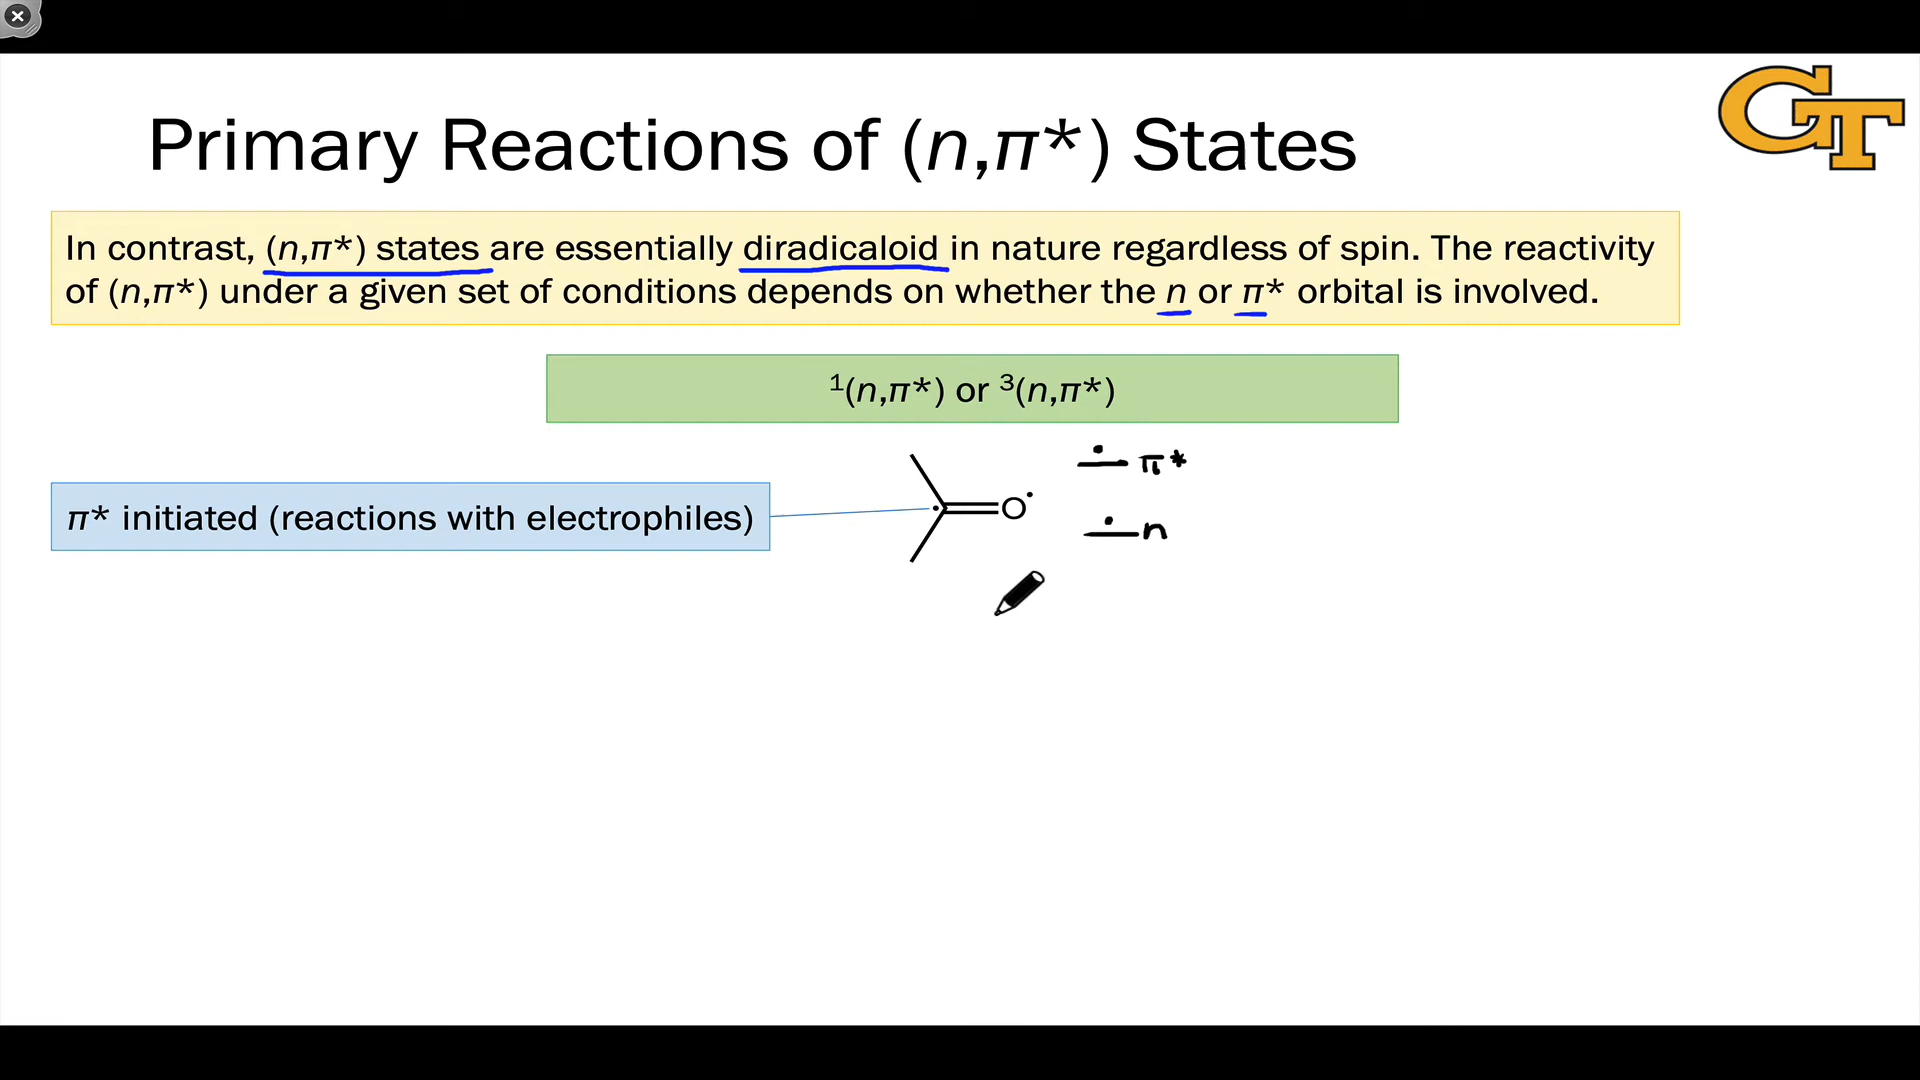 GT
Primary Reactions of (n,π*) States
In contrast, (n,π*) states are essentially diradicaloid in nature regardless of spin. The reactivity
of (n,π*) under a given set of conditions depends on whether the n or π* orbital is involved.
¹(n,π*) or ³(n,π*)
π* initiated (reactions with electrophiles)
O
π*
n